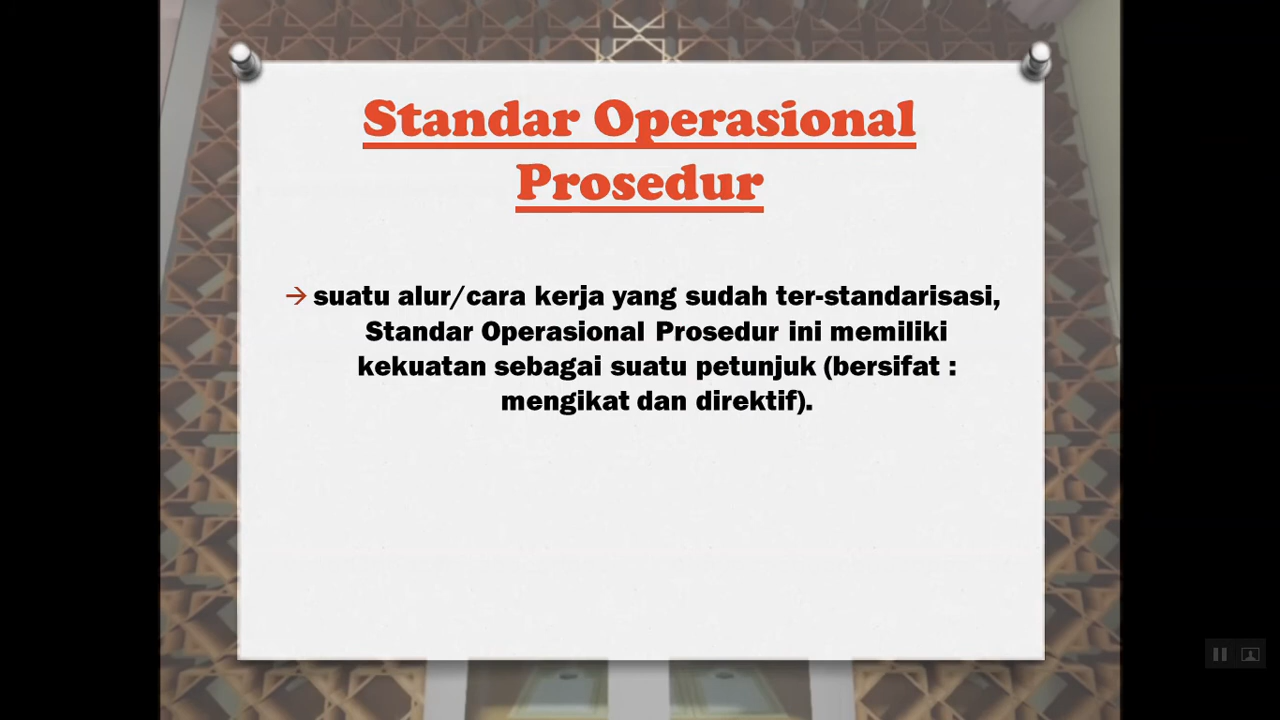 Standar Operasional
Prosedur
→ suatu alur/cara kerja yang sudah ter-standarisasi,
Standar Operasional Prosedur ini memiliki
kekuatan sebagai suatu petunjuk (bersifat :
mengikat dan direktif).